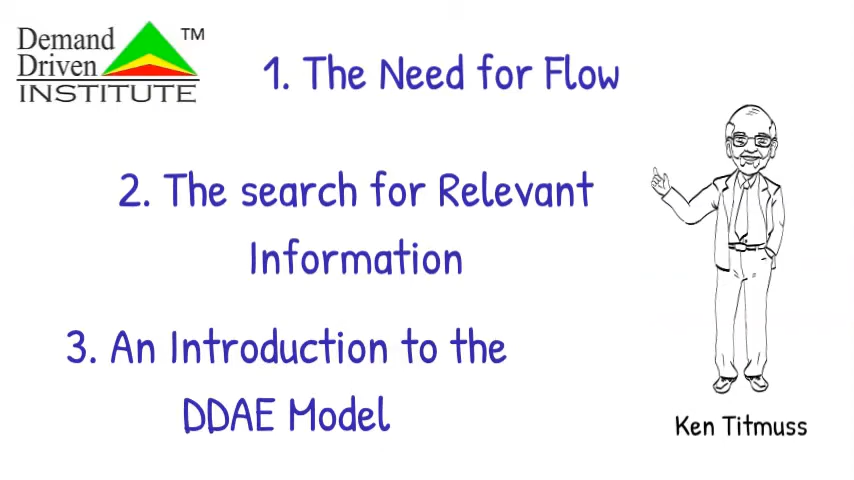 Demand
Driven
INSTITUTE
TM
1. The Need for Flow
2. The search for Relevant
Information
3. An Introduction to the
DDAE Model
Ken Titmuss